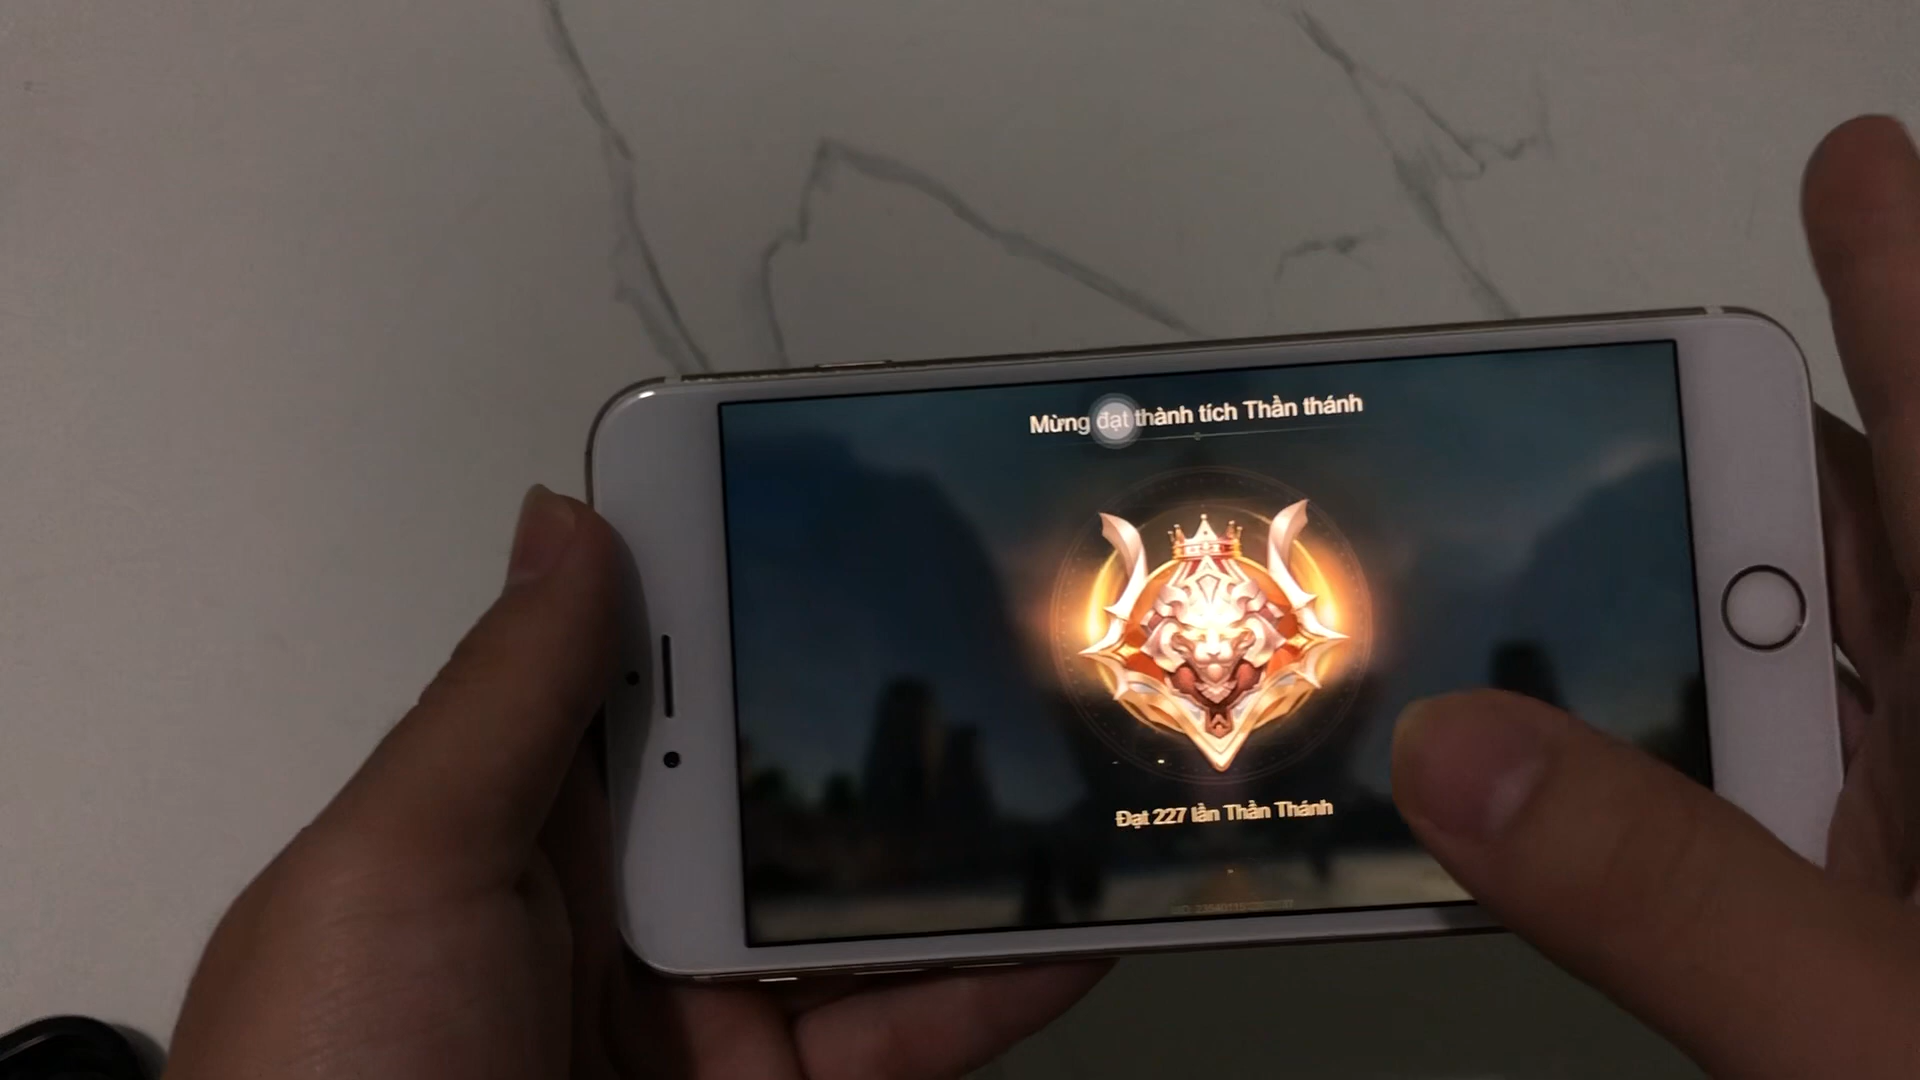 Mừng đạt thành tích Thần thánh
Đạt 227 lần Thần Thánh